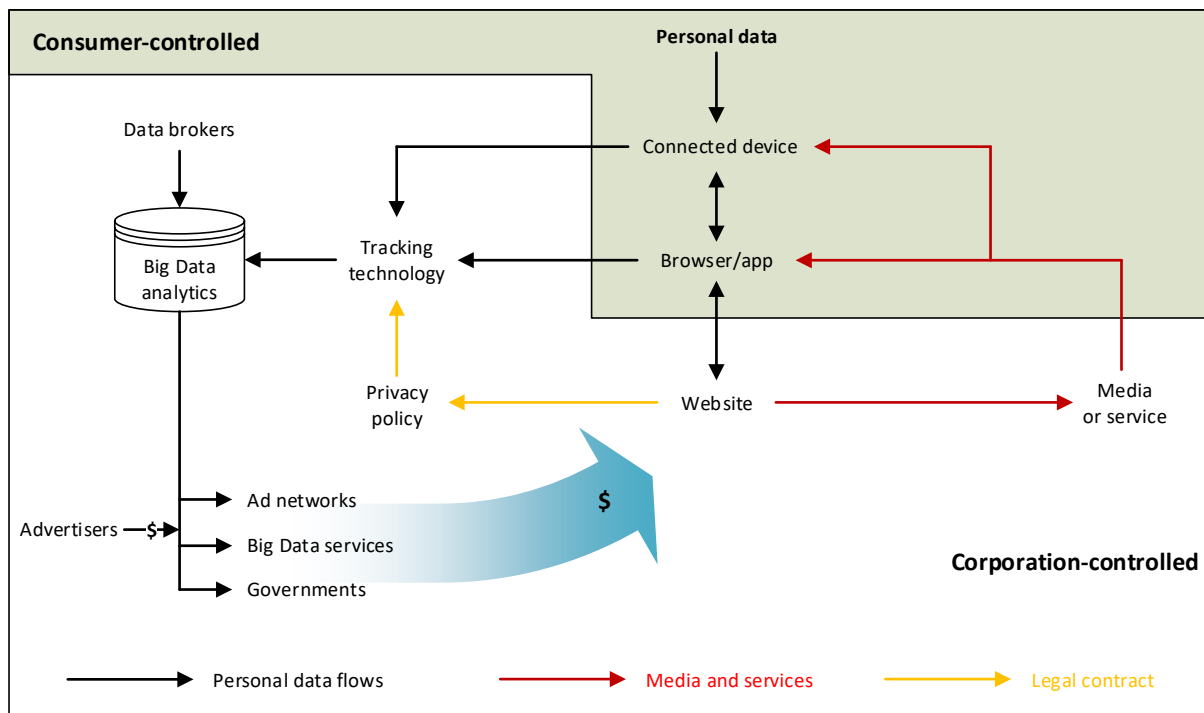 Consumer-controlled
Personal data
Data brokers
Connected device
Big Data
analytics
Tracking
technology
Browser/app
Privacy
policy
Website
Media
or service
Ad networks
$
Advertisers
$
Big Data services
Governments
Corporation-controlled
Personal data flows
Media and services
Legal contract